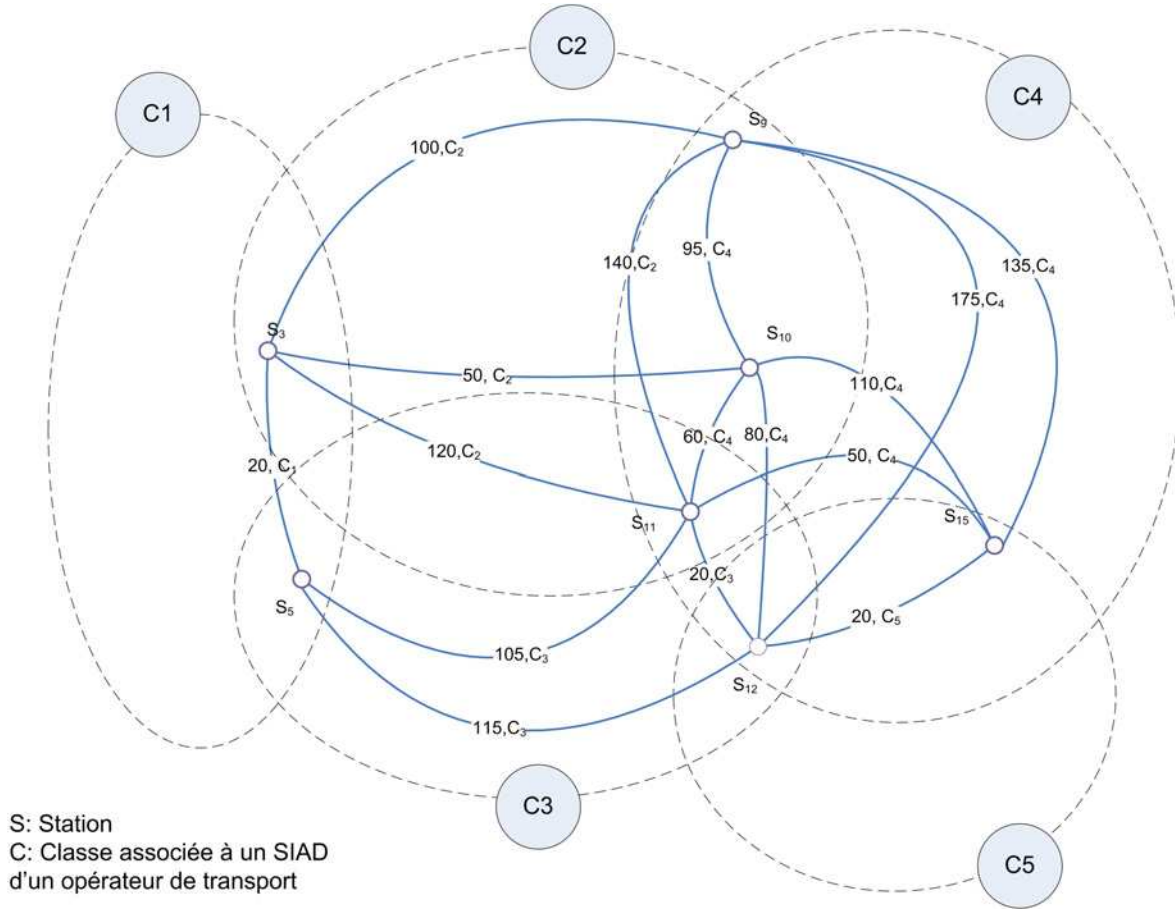 C2
C4
C1
S₉
100,C₂
95, C₄
140,C₂
135,C₄
175,C₄
S₃
S₁₀
50, C₂
110,C₄
60, C₄
80,C₄
120,C₂
50, C₄
20, C₁
S₁₁
S₁₅
20,C₃
S₅
20, C₅
105,C₃
S₁₂
115,C₃
C3
S: Station
C: Classe associée à un SIAD
d'un opérateur de transport
C5